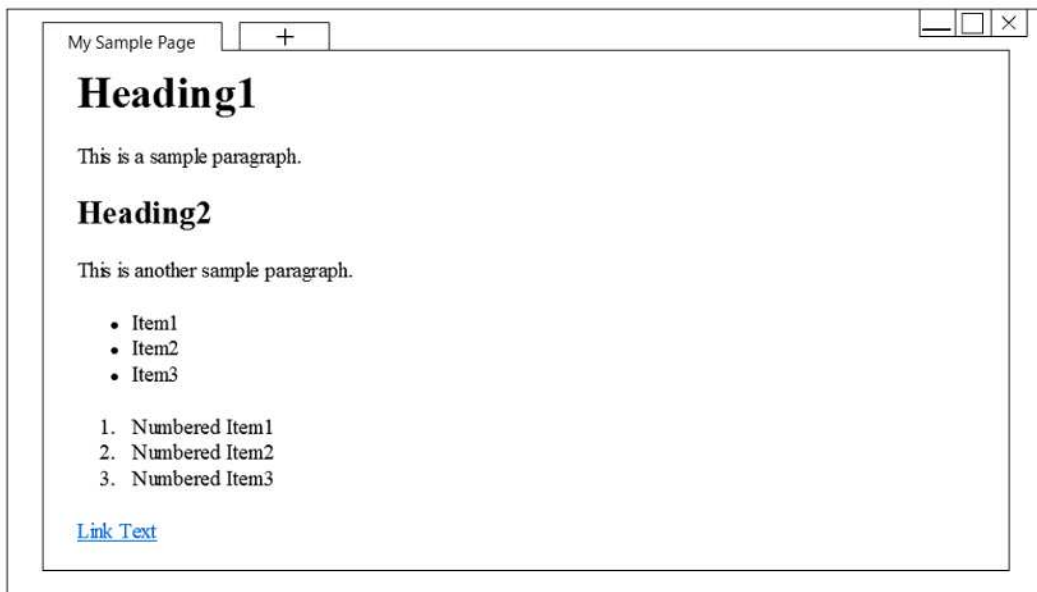 My Sample Page +
Heading1
This is a sample paragraph.
Heading2
This is another sample paragraph.
• Item1
• Item2
• Item3
1. Numbered Item1
2. Numbered Item2
3. Numbered Item3
Link Text